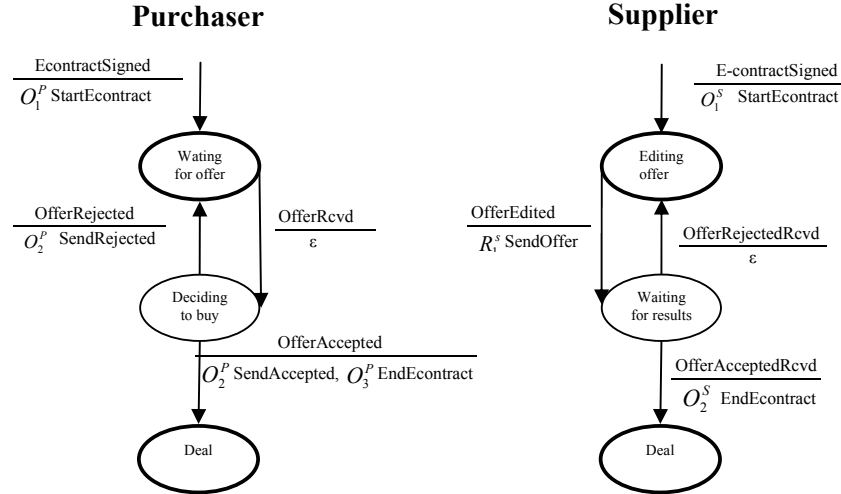 Purchaser
EcontractSigned
O₁ᴾ StartEcontract
Wating
for offer
OfferRejected
O₂ᴾ SendRejected
OfferRcvd
ε
Deciding
to buy
OfferAccepted
O₂ᴾ SendAccepted, O₃ᴾ EndEcontract
Deal
Supplier
E-contractSigned
O₁ˢ StartEcontract
Editing
offer
OfferEdited
R₁ˢ SendOffer
OfferRejectedRcvd
ε
Waiting
for results
OfferAcceptedRcvd
O₂ˢ EndEcontract
Deal